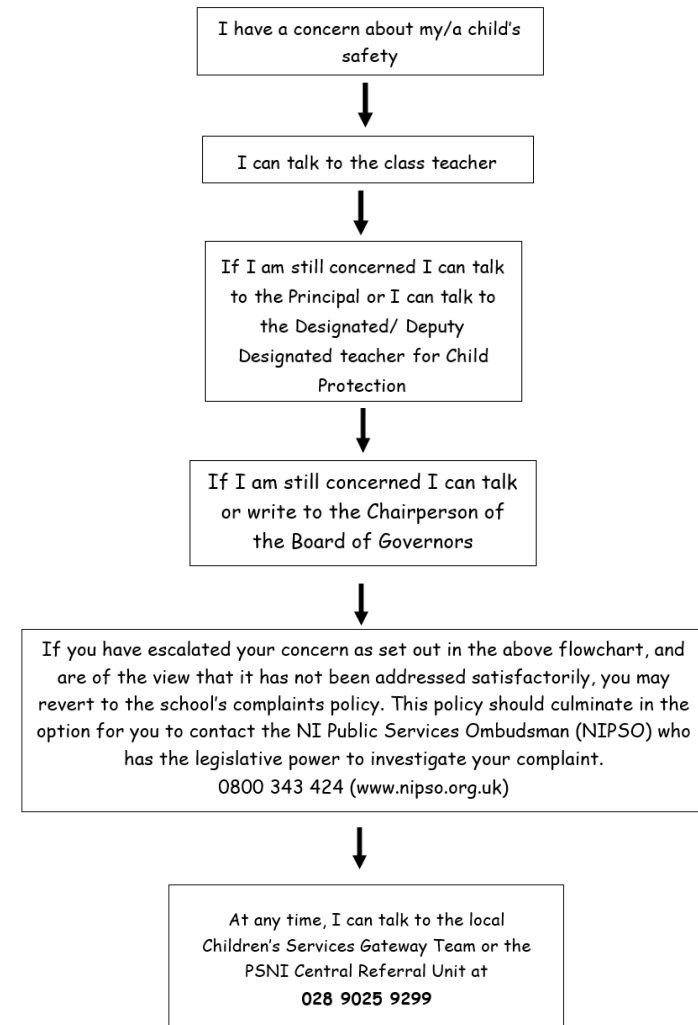 I have a concern about my/a child's
safety
I can talk to the class teacher
If I am still concerned I can talk
to the Principal or I can talk to
the Designated/ Deputy
Designated teacher for Child
Protection
If I am still concerned I can talk
or write to the Chairperson of
the Board of Governors
If you have escalated your concern as set out in the above flowchart, and
are of the view that it has not been addressed satisfactorily, you may
revert to the school's complaints policy. This policy should culminate in the
option for you to contact the NI Public Services Ombudsman (NIPSO) who
has the legislative power to investigate your complaint.
0800 343 424 (www.nipso.org.uk)
At any time, I can talk to the local
Children's Services Gateway Team or the
PSNI Central Referral Unit at
028 9025 9299